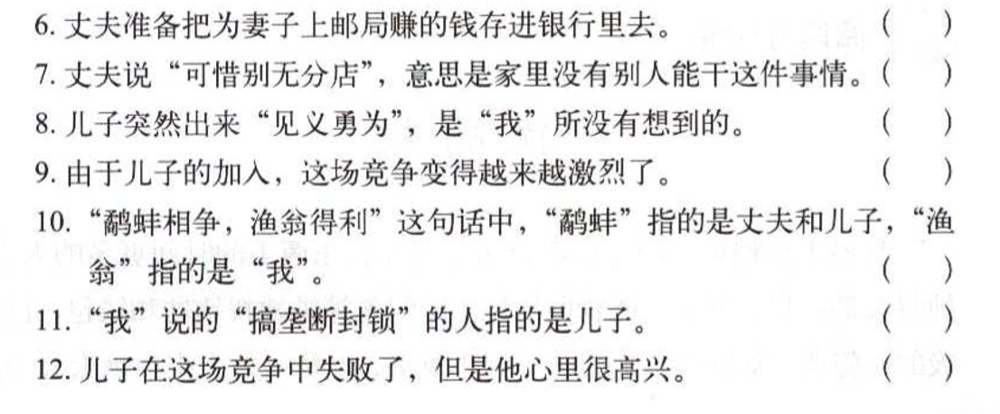 6. 丈夫准备把为妻子上邮局赚的钱存进银行里去。 (  )
7. 丈夫说“可惜别无分店”，意思是家里没有别人能干这件事情。 (  )
8. 儿子突然出来“见义勇为”，是“我”所没有想到的。 (  )
9. 由于儿子的加入，这场竞争变得越来越激烈了。 (  )
10. “鹬蚌相争，渔翁得利”这句话中，“鹬蚌”指的是丈夫和儿子，“渔
翁”指的是“我”。 (  )
11. “我”说的“搞垄断封锁”的人指的是儿子。 (  )
12. 儿子在这场竞争中失败了，但是他心里很高兴。 (  )